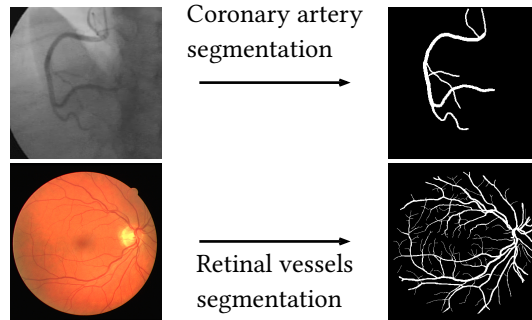 Coronary artery
segmentation
Retinal vessels
segmentation